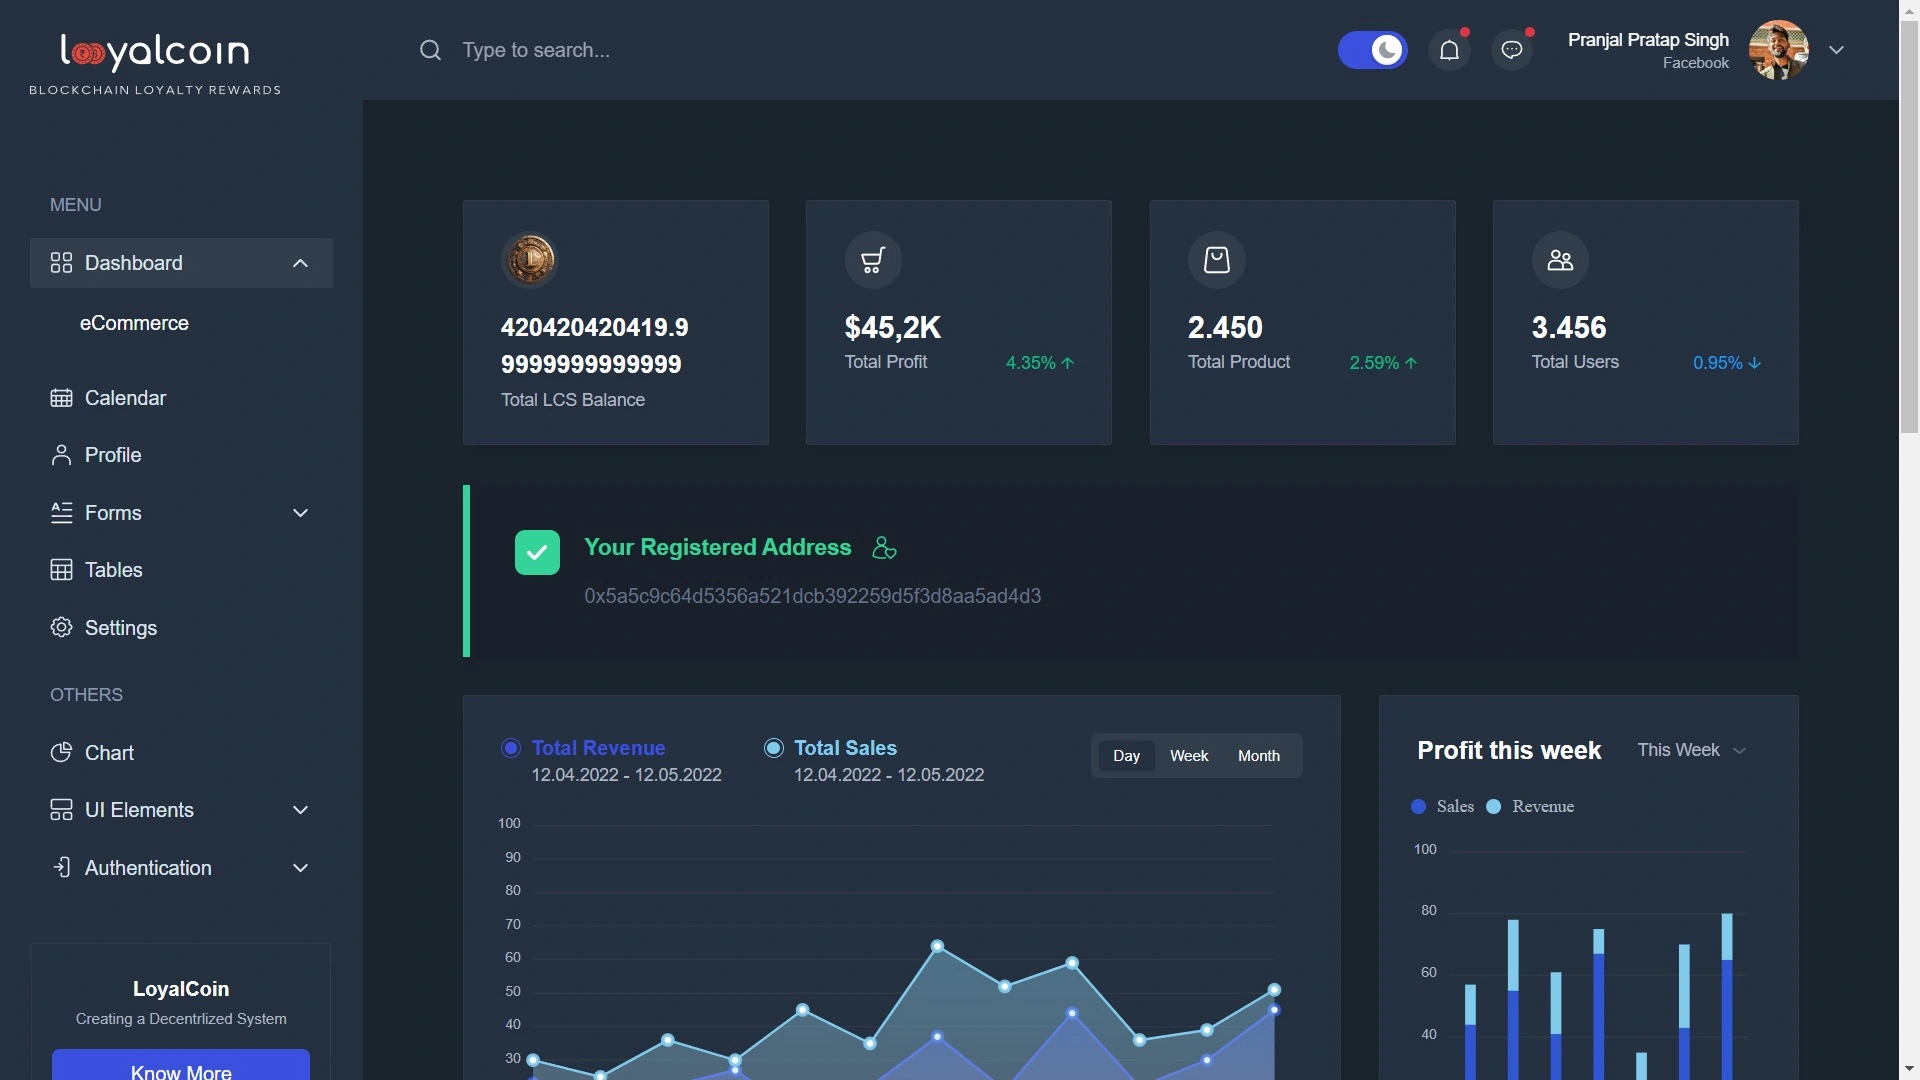 loyalcoin
BLOCKCHAIN LOYALTY REWARDS
Type to search...
Pranjal Pratap Singh
Facebook
MENU
Dashboard
eCommerce
Calendar
Profile
Forms
Tables
Settings
OTHERS
Chart
UI Elements
Authentication
LoyalCoin
Creating a Decentrlized System
Know More
420420420419.9
9999999999999
Total LCS Balance
$45,2K
Total Profit 4.35%
2.450
Total Product 2.59%
3.456
Total Users 0.95%
Your Registered Address
0x5a5c9c64d5356a521dcb392259d5f3d8aa5ad4d3
Total Revenue
12.04.2022 - 12.05.2022
Total Sales
12.04.2022 - 12.05.2022
Day Week Month
100
90
80
70
60
50
40
30
Profit this week This Week
Sales Revenue
100
80
60
40